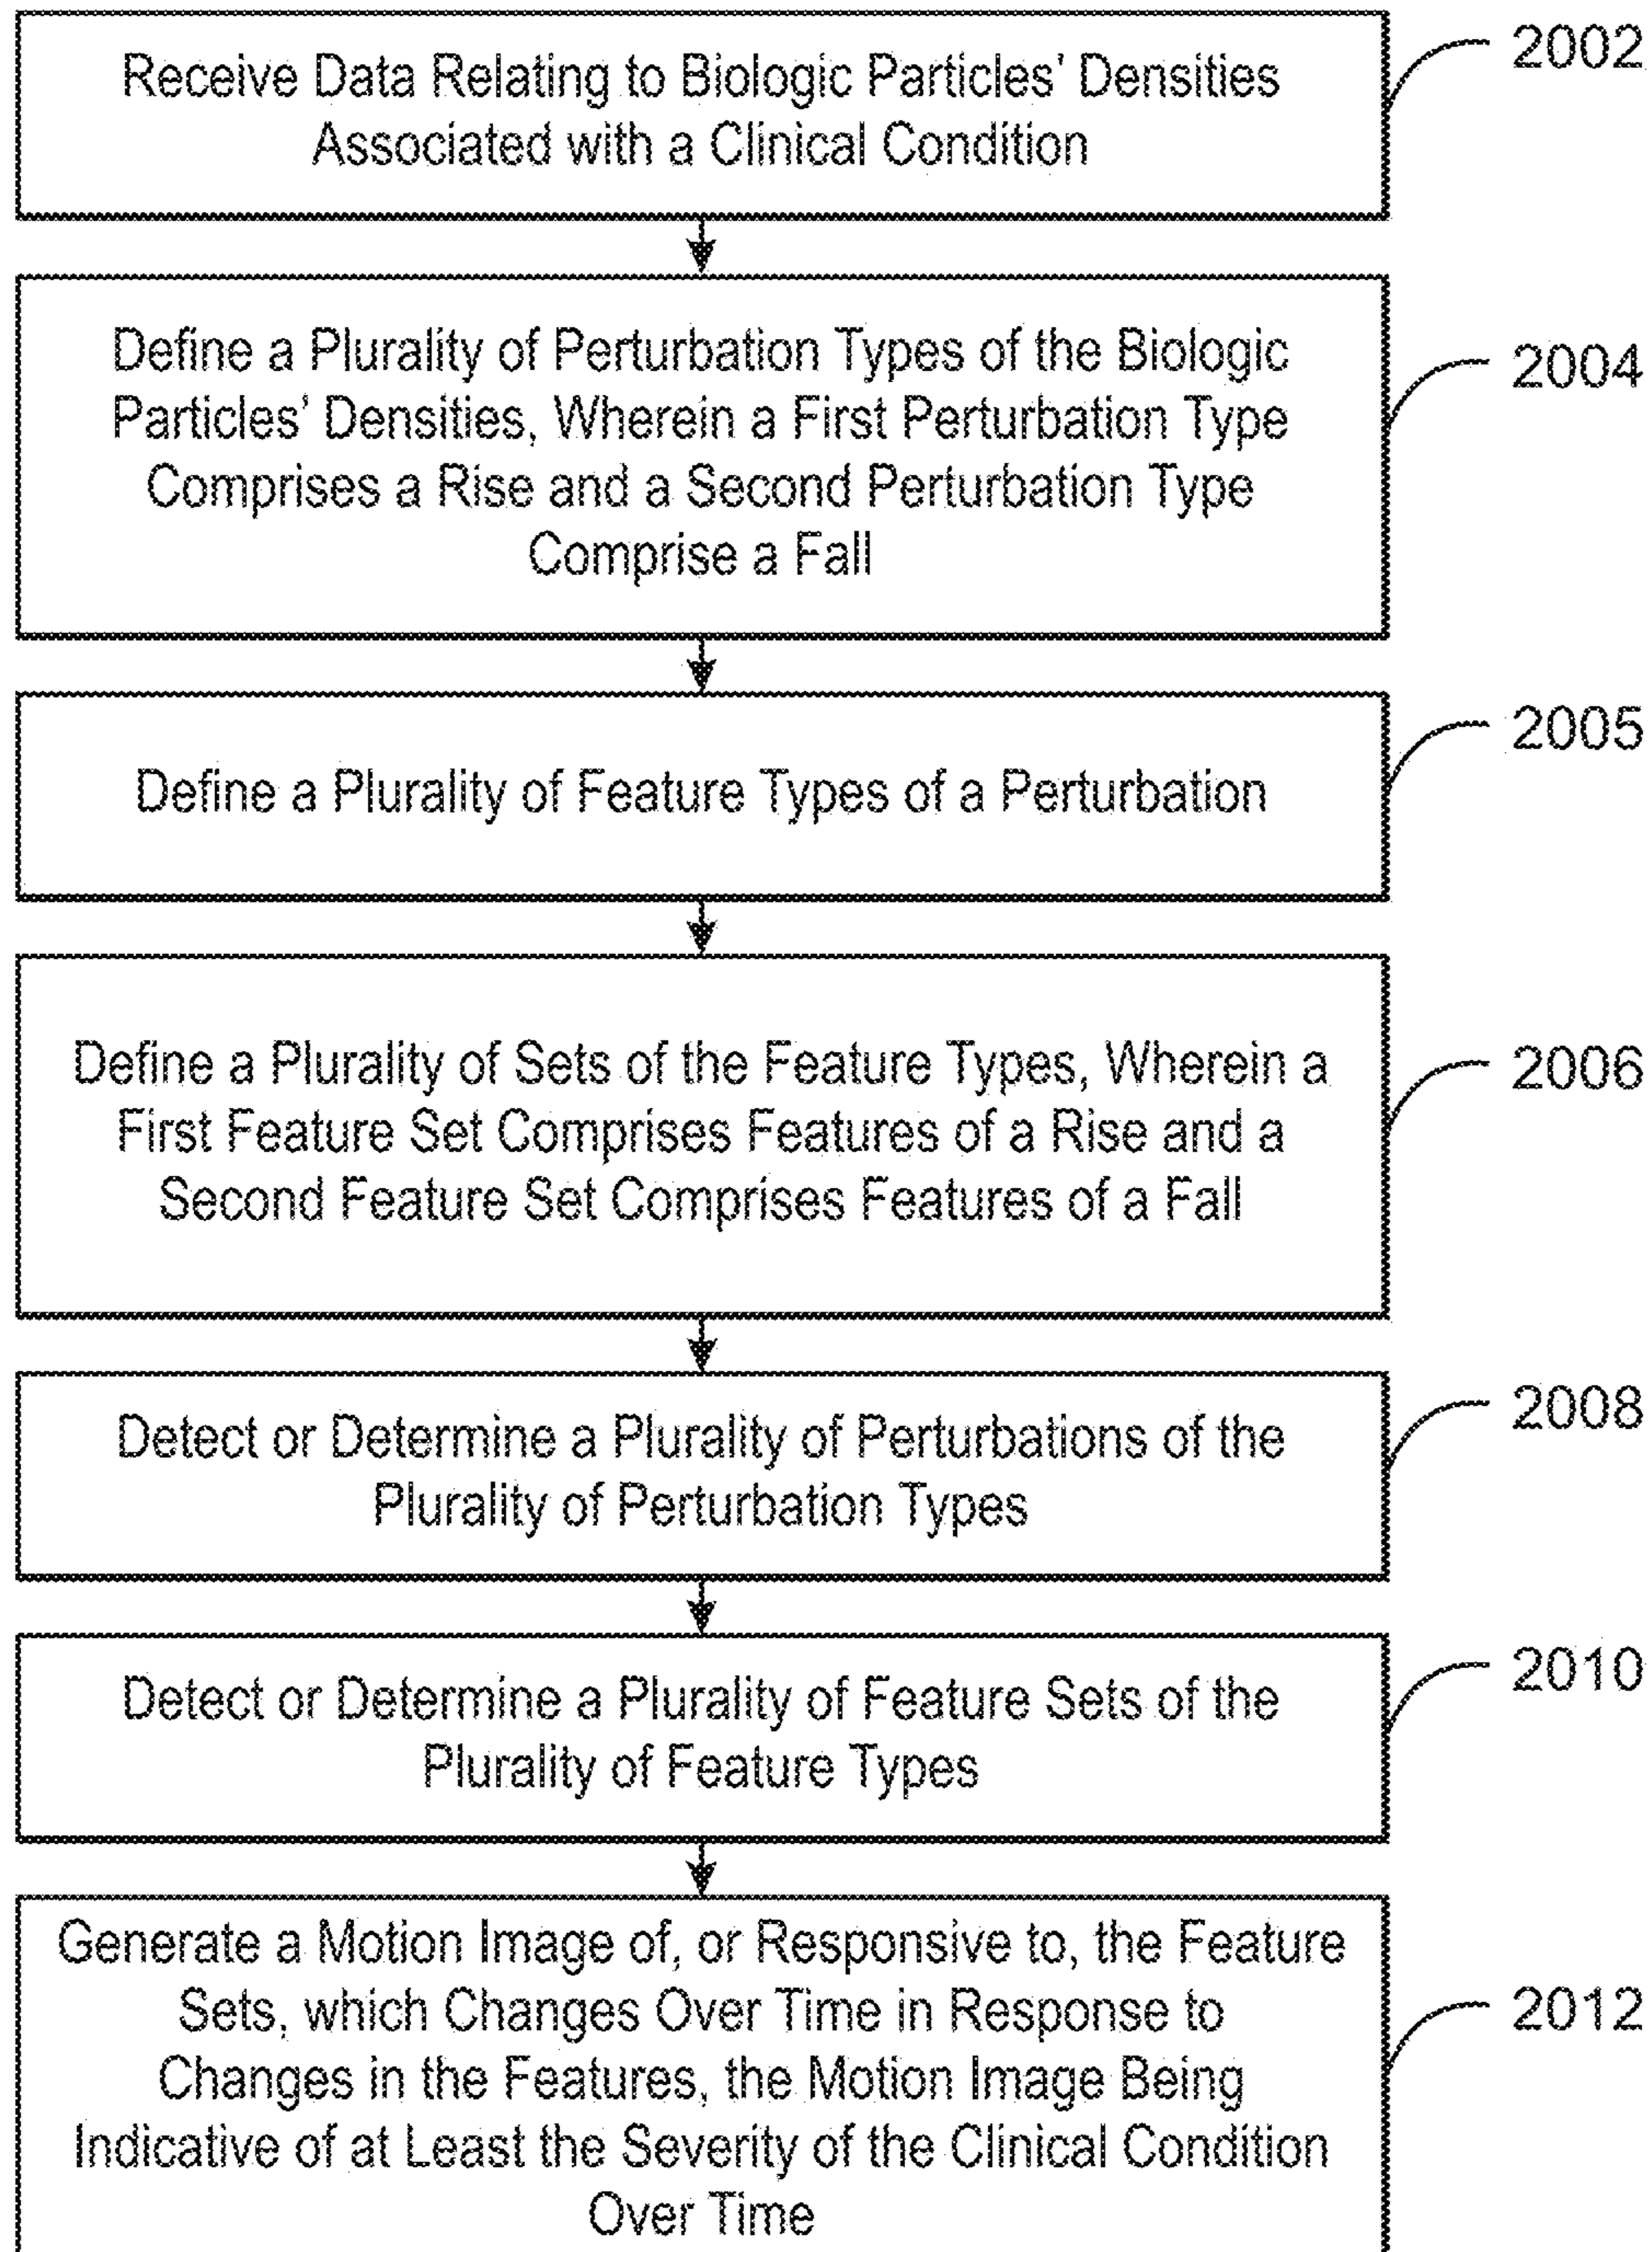 Receive Data Relating to Biologic Particles' Densities
Associated with a Clinical Condition
2002
Define a Plurality of Perturbation Types of the Biologic
Particles' Densities, Wherein a First Perturbation Type
Comprises a Rise and a Second Perturbation Type
Comprise a Fall
2004
Define a Plurality of Feature Types of a Perturbation
2005
Define a Plurality of Sets of the Feature Types, Wherein a
First Feature Set Comprises Features of a Rise and a
Second Feature Set Comprises Features of a Fall
2006
Detect or Determine a Plurality of Perturbations of the
Plurality of Perturbation Types
2008
Detect or Determine a Plurality of Feature Sets of the
Plurality of Feature Types
2010
Generate a Motion Image of, or Responsive to, the Feature
Sets, which Changes Over Time in Response to
Changes in the Features, the Motion Image Being
Indicative of at Least the Severity of the Clinical Condition
Over Time
2012